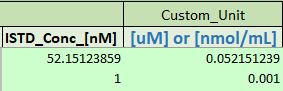 Custom_Unit
ISTD_Conc_[nM] [uM] or [nmol/mL]
52.15123859 0.052151239
1 0.001